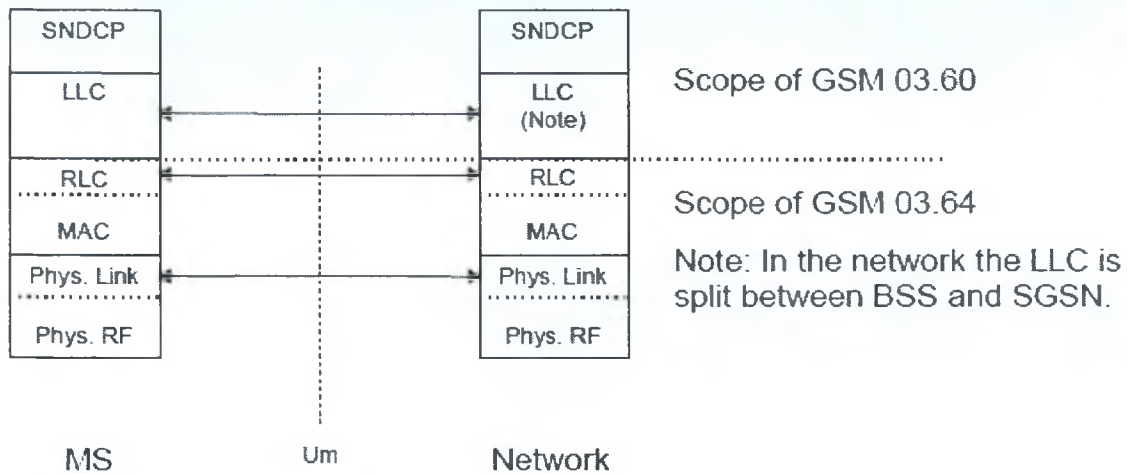 SNDCP
LLC
RLC
MAC
Phys. Link
Phys. RF
MS
Um
SNDCP
LLC
(Note)
RLC
MAC
Phys. Link
Phys. RF
Network
Scope of GSM 03.60
Scope of GSM 03.64
Note: In the network the LLC is
split between BSS and SGSN.